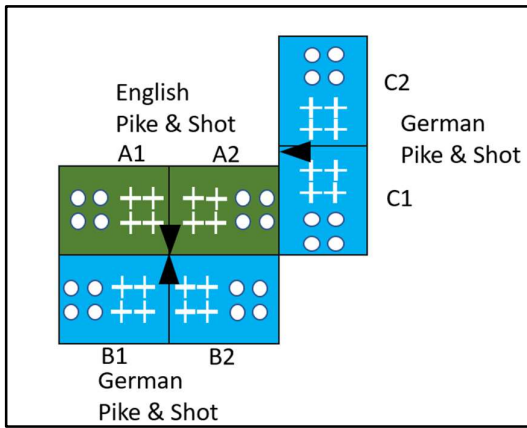 English
Pike & Shot
A1 A2
C2
German
Pike & Shot
C1
B1 B2
German
Pike & Shot